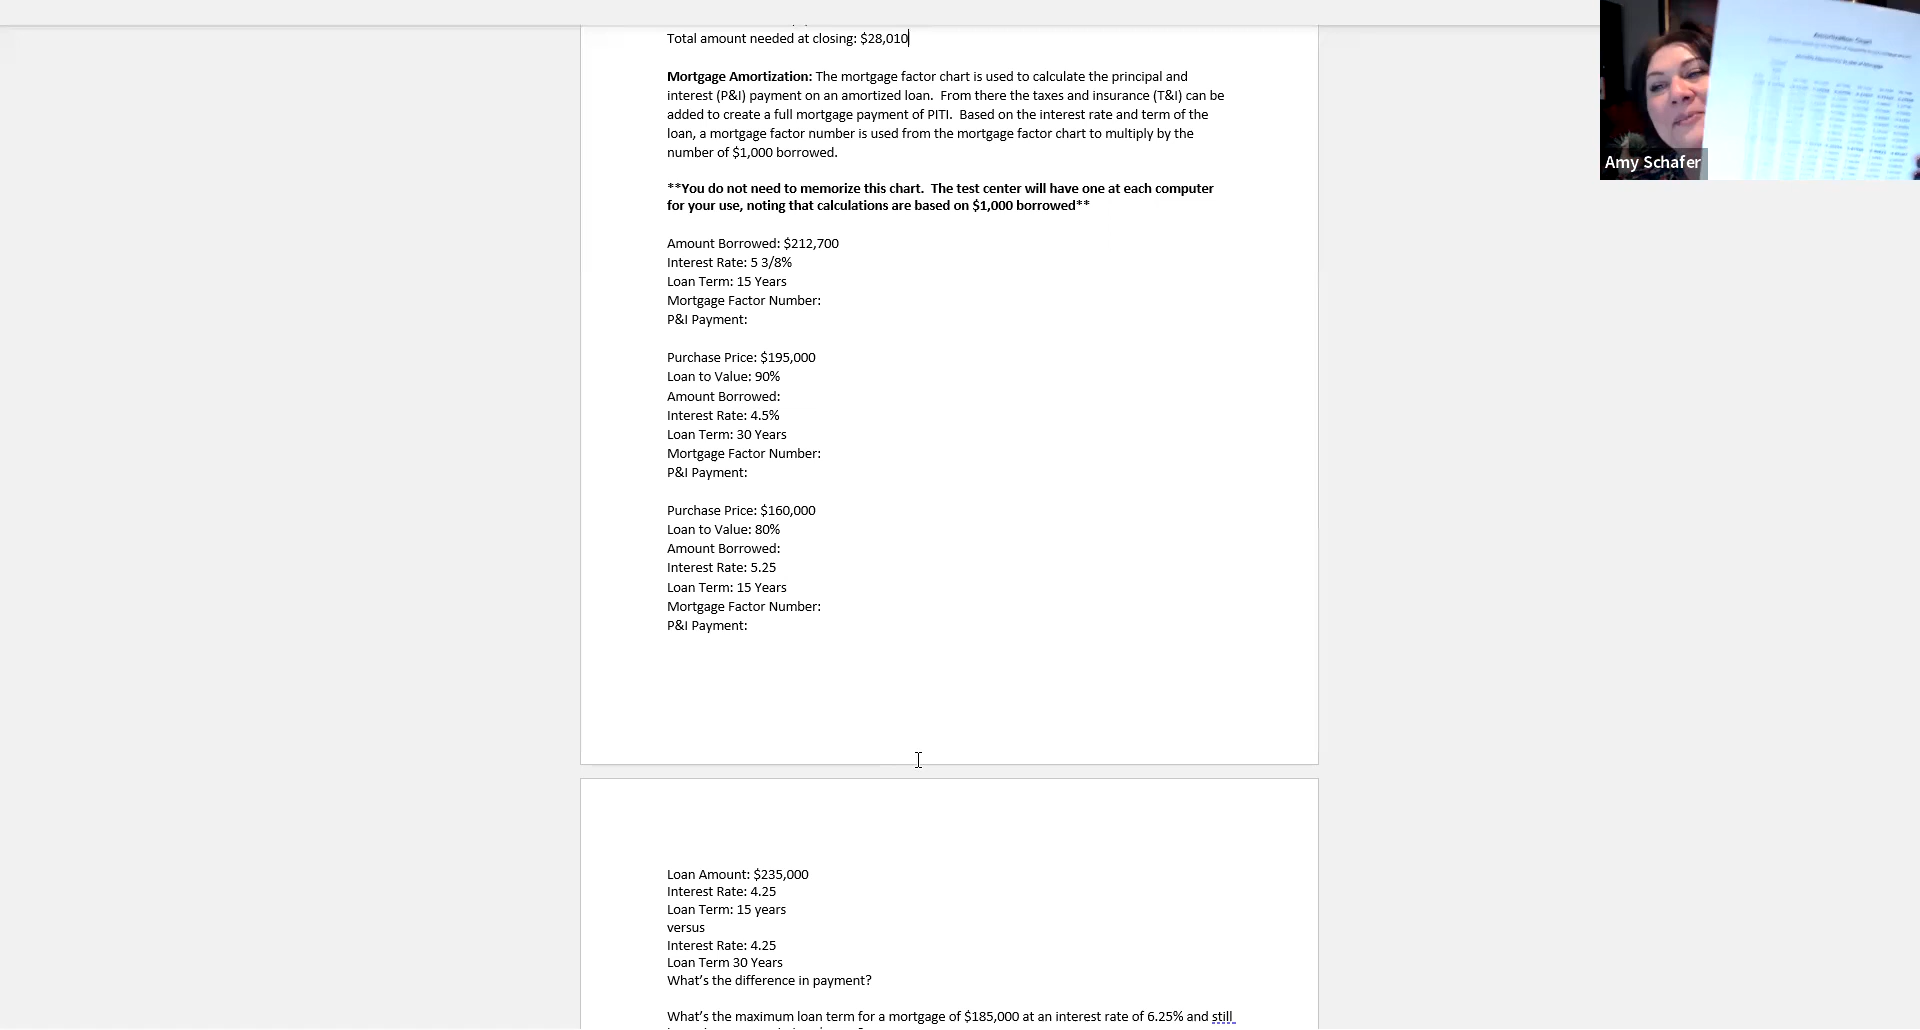 Total amount needed at closing: $28,010
Mortgage Amortization: The mortgage factor chart is used to calculate the principal and
interest (P&I) payment on an amortized loan.  From there the taxes and insurance (T&I) can be
added to create a full mortgage payment of PITI.  Based on the interest rate and term of the
loan, a mortgage factor number is used from the mortgage factor chart to multiply by the
number of $1,000 borrowed.
**You do not need to memorize this chart.  The test center will have one at each computer
for your use, noting that calculations are based on $1,000 borrowed**
Amount Borrowed: $212,700
Interest Rate: 5 3/8%
Loan Term: 15 Years
Mortgage Factor Number:
P&I Payment:
Purchase Price: $195,000
Loan to Value: 90%
Amount Borrowed:
Interest Rate: 4.5%
Loan Term: 30 Years
Mortgage Factor Number:
P&I Payment:
Purchase Price: $160,000
Loan to Value: 80%
Amount Borrowed:
Interest Rate: 5.25
Loan Term: 15 Years
Mortgage Factor Number:
P&I Payment:
Loan Amount: $235,000
Interest Rate: 4.25
Loan Term: 15 years
versus
Interest Rate: 4.25
Loan Term 30 Years
What’s the difference in payment?
What’s the maximum loan term for a mortgage of $185,000 at an interest rate of 6.25% and still
Amy Schafer